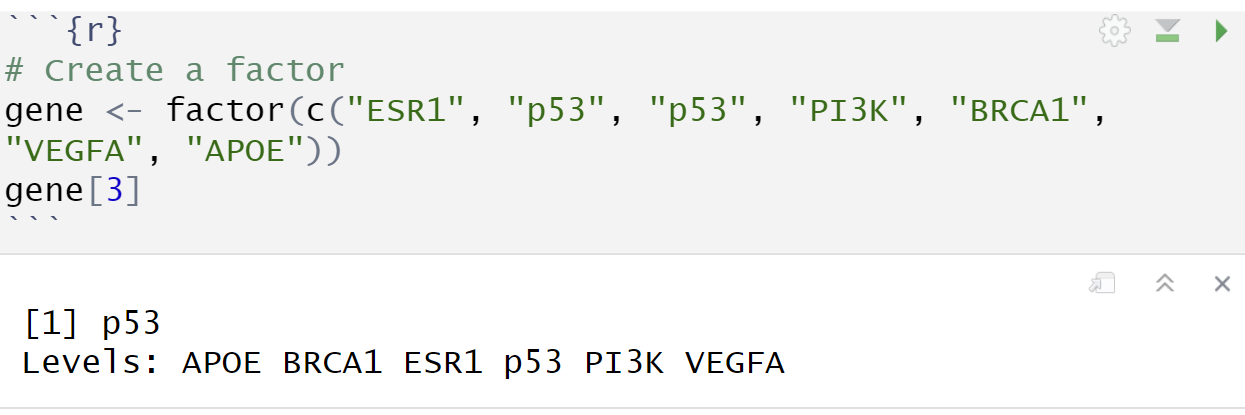 ```{r}
# Create a factor
gene <- factor(c("ESR1", "p53", "p53", "PI3K", "BRCA1",
"VEGFA", "APOE"))
gene[3]
```
[1] p53
Levels: APOE BRCA1 ESR1 p53 PI3K VEGFA